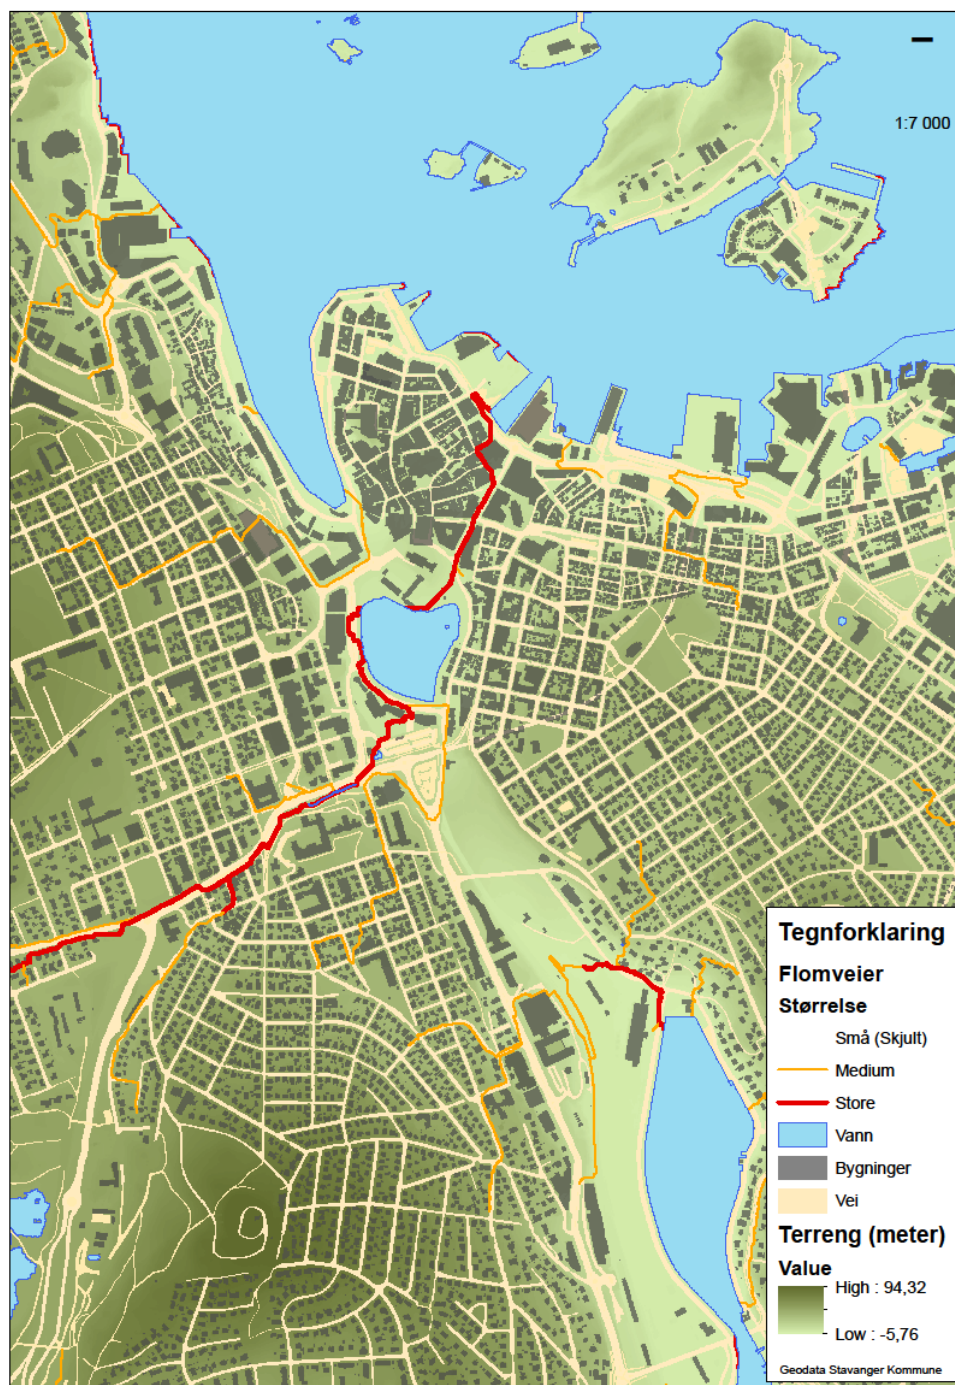 1:7 000
Tegnforklaring
Flomveier
Størrelse
Små (Skjult)
Medium
Store
Vann
Bygninger
Vei
Terreng (meter)
Value
High : 94,32
Low : -5,76
Geodata Stavanger Kommune